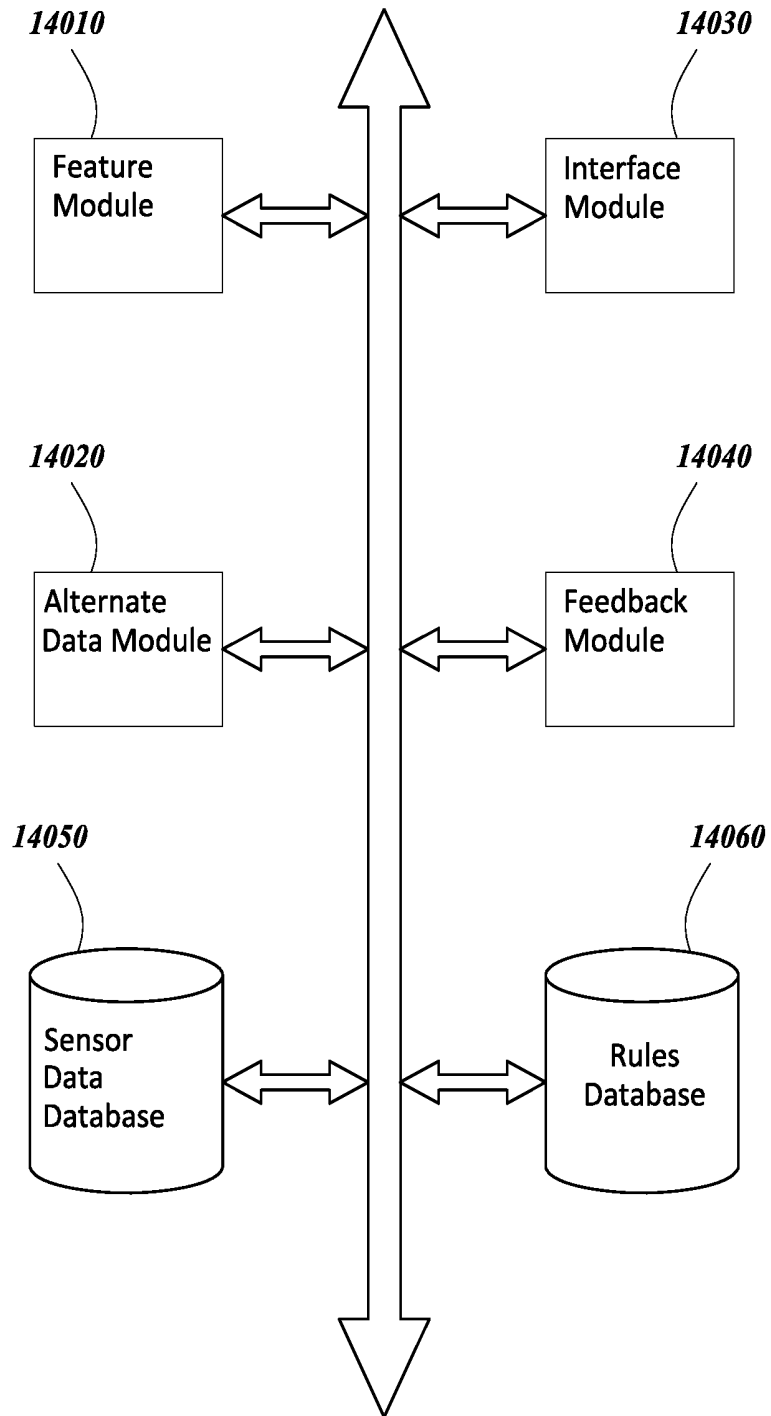 14010
14030
Feature
Module
Interface
Module
14020
14040
Alternate
Data Module
Feedback
Module
14050
14060
Sensor
Data
Database
Rules
Database